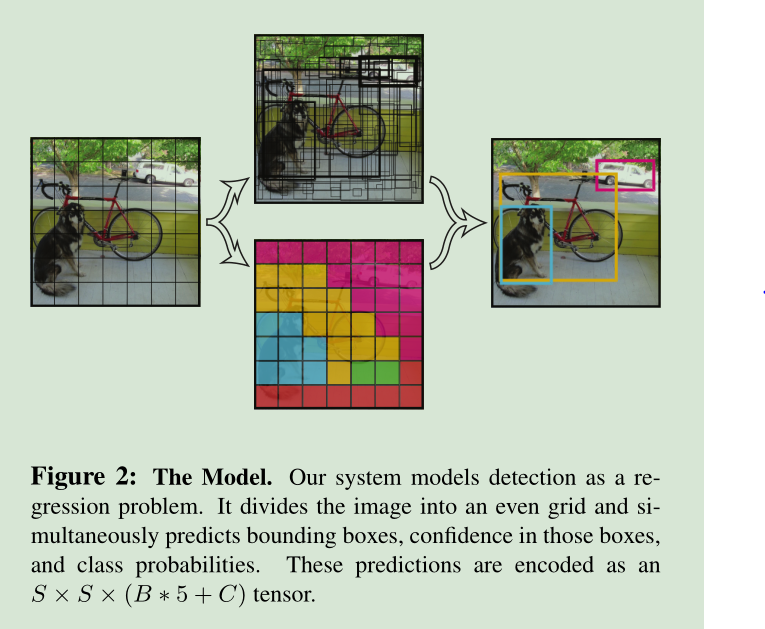 Figure 2: The Model. Our system models detection as a re-
gression problem. It divides the image into an even grid and si-
multaneously predicts bounding boxes, confidence in those boxes,
and class probabilities. These predictions are encoded as an
S × S × (B ∗ 5 + C) tensor.